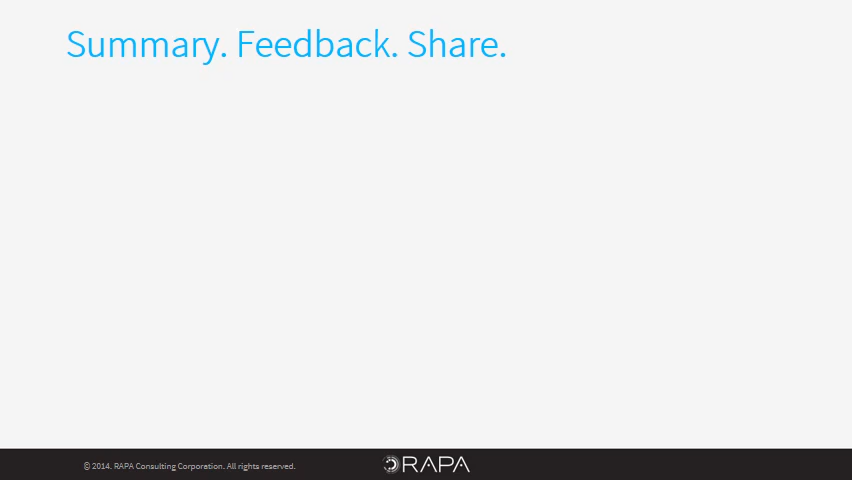 Summary. Feedback. Share.
© 2014. RAPA Consulting Corporation. All rights reserved.
RAPA